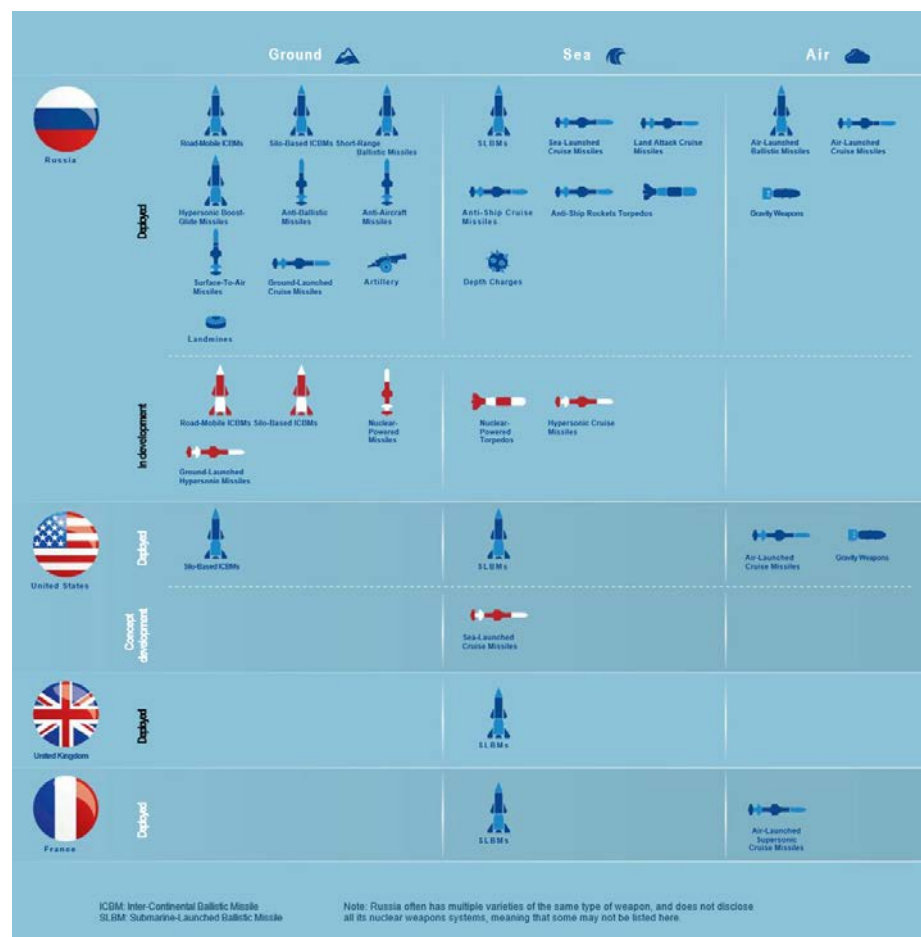 Ground
Sea
Air
Russia
Deployed
Road-Mobile ICBMs
Silo-Based ICBMs
Short-Range
Ballistic Missiles
SLBMs
Sea-Launched
Cruise Missiles
Land Attack Cruise
Missiles
Air-Launched
Ballistic Missiles
Air-Launched
Cruise Missiles
Hypersonic Boost-
Glide Missiles
Anti-Ballistic
Missiles
Anti-Aircraft
Missiles
Anti-Ship Cruise
Missiles
Anti-Ship Rockets
Torpedos
Gravity Weapons
Surface-To-Air
Missiles
Ground-Launched
Cruise Missiles
Artillery
Depth Charges
Landmines
In development
Road-Mobile ICBMs
Silo-Based ICBMs
Nuclear-
Powered
Missiles
Nuclear-
Powered
Torpedos
Hypersonic Cruise
Missiles
Ground-Launched
Hypersonic Missiles
United States
Deployed
Silo-Based ICBMs
SLBMs
Air-Launched
Cruise Missiles
Gravity Weapons
Concept
development
Sea-Launched
Cruise Missiles
United Kingdom
Deployed
SLBMs
France
Deployed
SLBMs
Air-Launched
Supersonic
Cruise Missiles
ICBM: Inter-Continental Ballistic Missile
SLBM: Submarine-Launched Ballistic Missile
Note: Russia often has multiple varieties of the same type of weapon, and does not disclose
all its nuclear weapons systems, meaning that some may not be listed here.